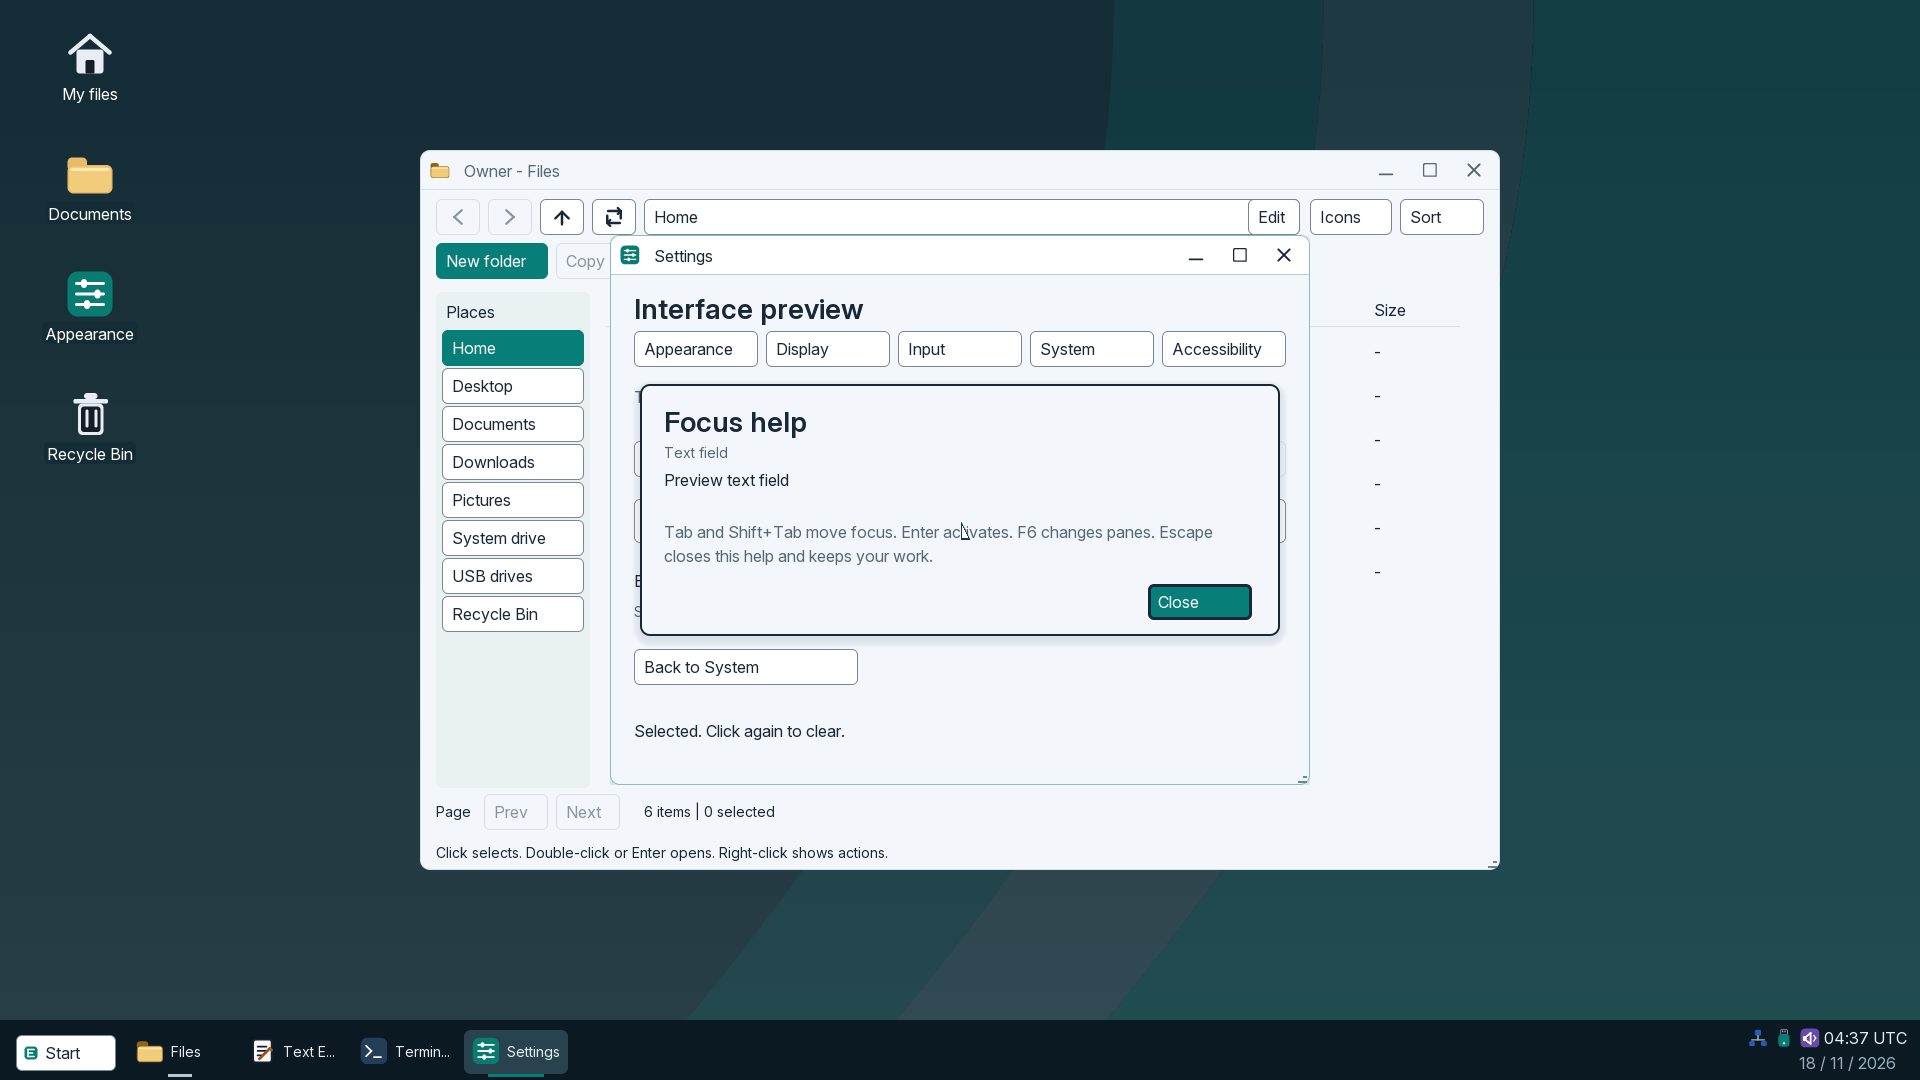 My files
Documents
Appearance
Recycle Bin
Owner - Files
Home
Edit
Icons
Sort
New folder
Copy
Settings
Interface preview
Appearance
Display
Input
System
Accessibility
Places
Home
Desktop
Documents
Downloads
Pictures
System drive
USB drives
Recycle Bin
Size
-
-
-
-
-
-
Focus help
Text field
Preview text field
Tab and Shift+Tab move focus. Enter activates. F6 changes panes. Escape
closes this help and keeps your work.
Close
Back to System
Selected. Click again to clear.
Page
Prev
Next
6 items | 0 selected
Click selects. Double-click or Enter opens. Right-click shows actions.
Start
Files
Text E...
Termin...
Settings
04:37 UTC
18 / 11 / 2026